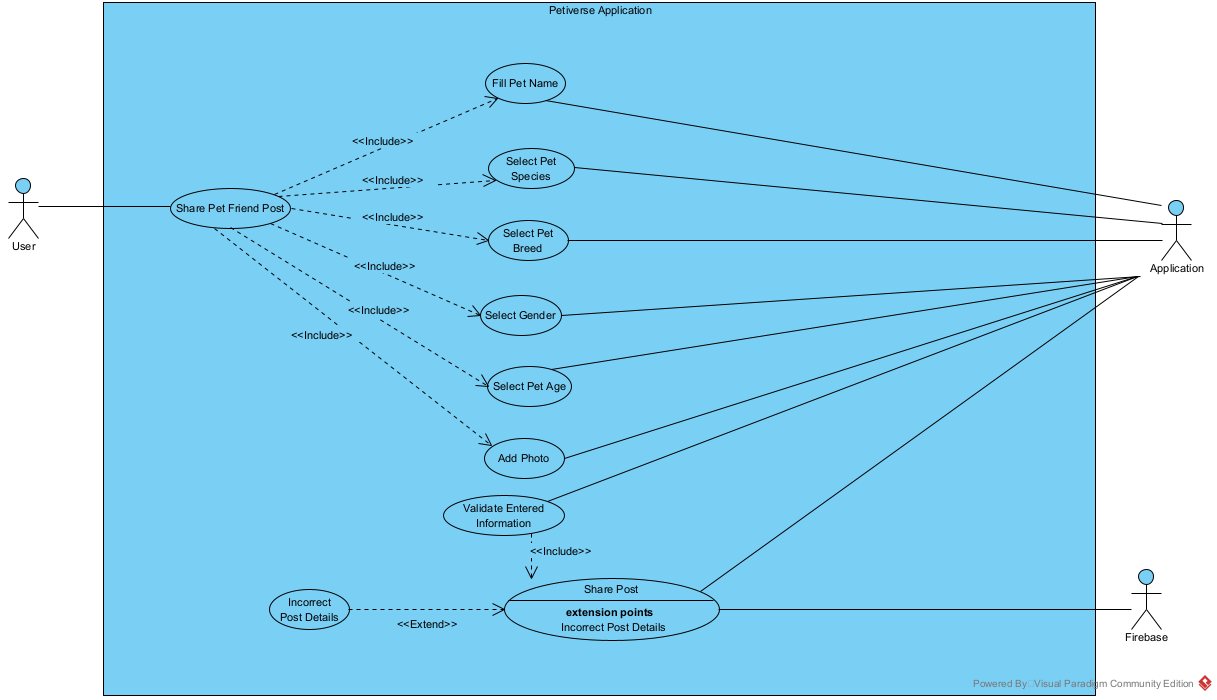 Petiverse Application
Fill Pet Name
<<Include>>
Select Pet
Species
<<Include>>
Share Pet Friend Post
<<Include>>
Select Pet
Breed
User
Application
<<Include>>
<<Include>>
Select Gender
<<Include>>
Select Pet Age
Add Photo
Validate Entered
Information
<<Include>>
Share Post
extension points
Incorrect Post Details
Incorrect
Post Details
<<Extend>>
Firebase
Powered By Visual Paradigm Community Edition